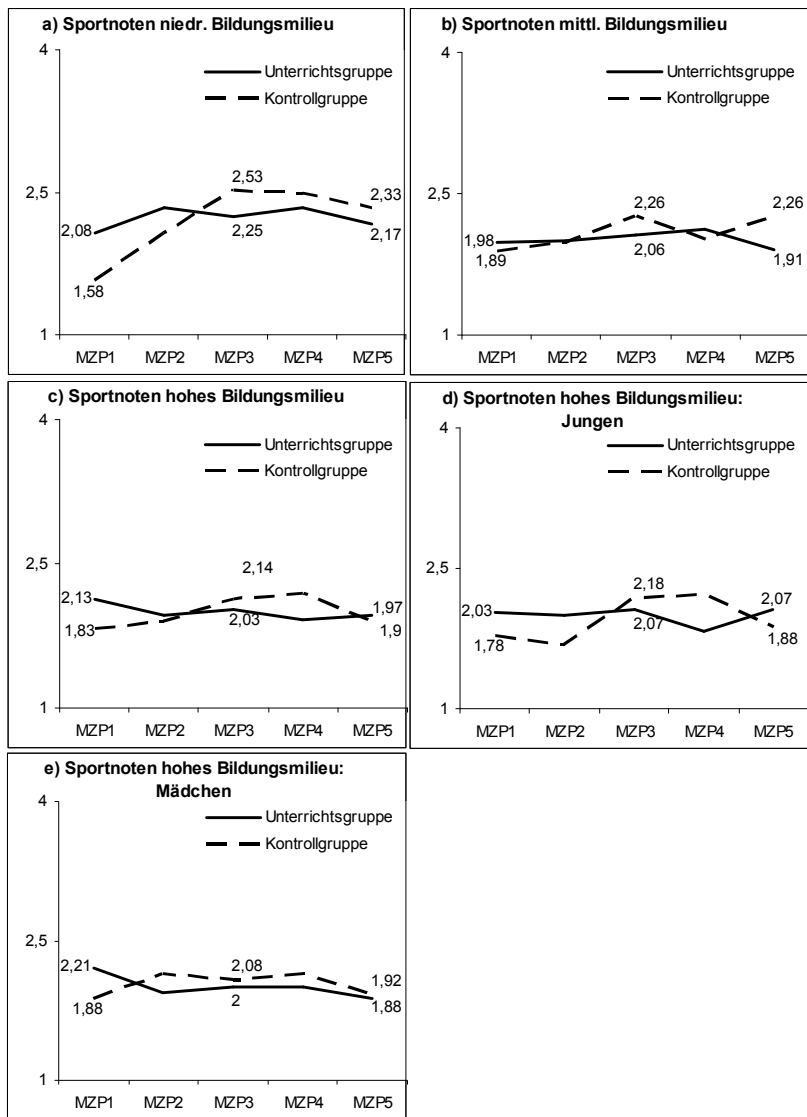 a) Sportnoten niedr. Bildungsmilieu
4
Unterrichtsgruppe
Kontrollgruppe
2,53
2,5
2,33
2,08
2,25
2,17
1,58
1
MZP1 MZP2 MZP3 MZP4 MZP5
b) Sportnoten mittl. Bildungsmilieu
4
Unterrichtsgruppe
Kontrollgruppe
2,5
2,26
2,26
1,98
1,89
2,06
1,91
1
MZP1 MZP2 MZP3 MZP4 MZP5
c) Sportnoten hohes Bildungsmilieu
4
Unterrichtsgruppe
Kontrollgruppe
2,5
2,14
2,13
1,97
1,83
2,03
1,9
1
MZP1 MZP2 MZP3 MZP4 MZP5
d) Sportnoten hohes Bildungsmilieu:
Jungen
4
Unterrichtsgruppe
Kontrollgruppe
2,5
2,18
2,07
2,03
2,07
1,78
1,88
1
MZP1 MZP2 MZP3 MZP4 MZP5
e) Sportnoten hohes Bildungsmilieu:
Mädchen
4
Unterrichtsgruppe
Kontrollgruppe
2,5
2,21
2,08
1,92
1,88
2
1,88
1
MZP1 MZP2 MZP3 MZP4 MZP5